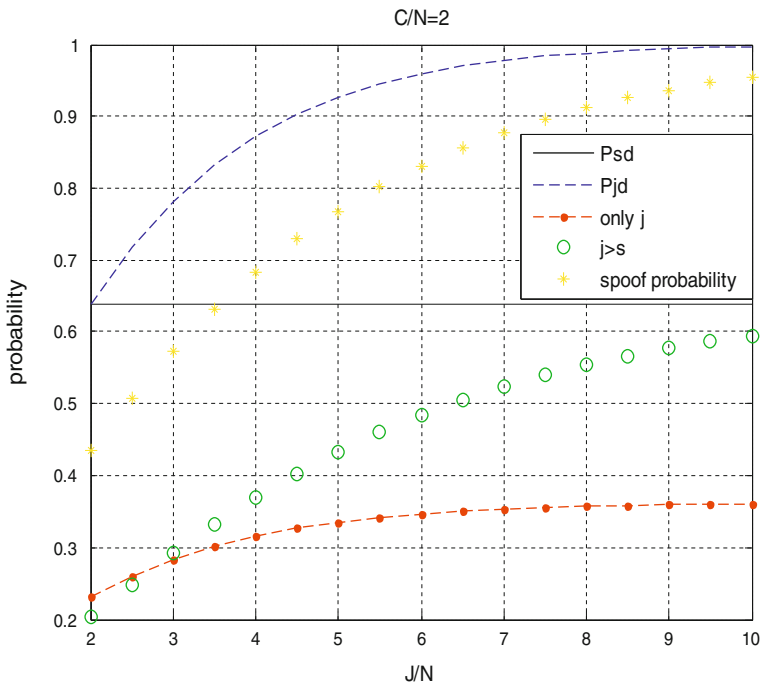 C/N=2
1
0.9
0.8
0.7
0.6
0.5
0.4
0.3
0.2
probability
Psd
Pjd
only j
j>s
spoof probability
2 3 4 5 6 7 8 9 10
J/N